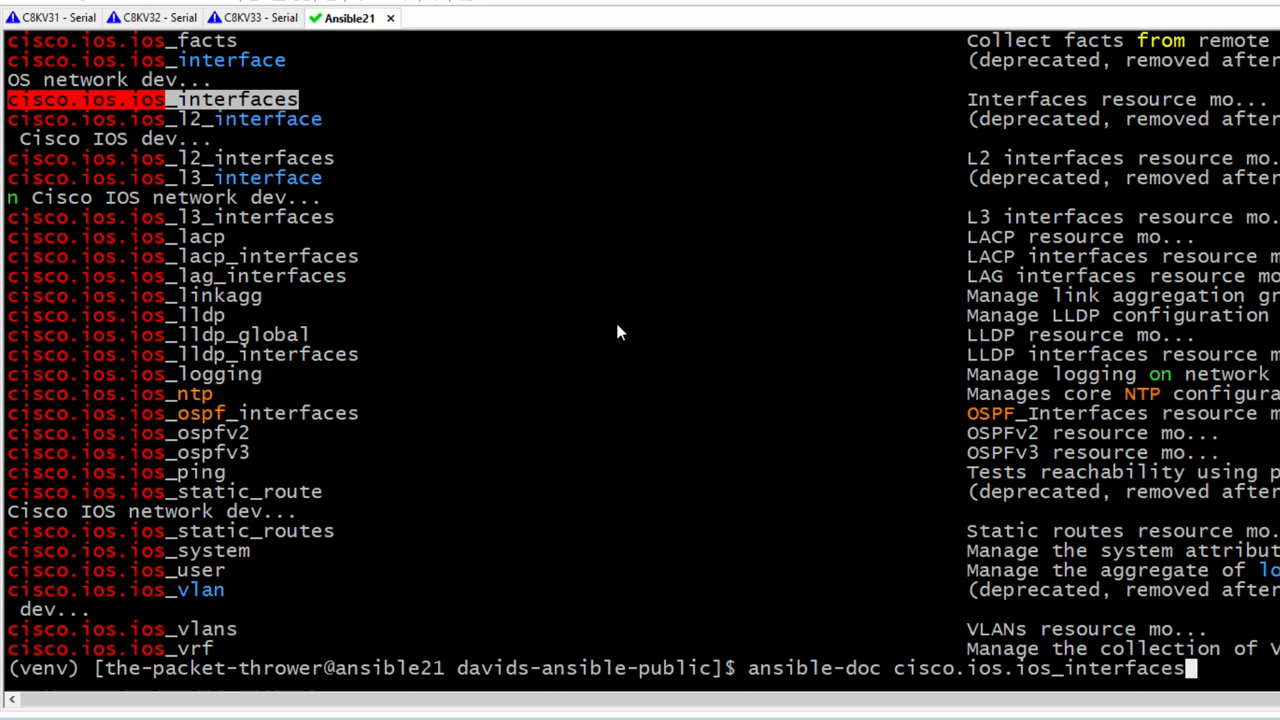 C8KV31 - Serial C8KV32 - Serial C8KV33 - Serial Ansible21 ×
cisco.ios.ios_facts Collect facts from remote
cisco.ios.ios_interface (deprecated, removed after
OS network dev...
cisco.ios.ios_interfaces Interfaces resource mo...
cisco.ios.ios_l2_interface (deprecated, removed after
Cisco IOS dev...
cisco.ios.ios_l2_interfaces L2 interfaces resource mo.
cisco.ios.ios_l3_interface (deprecated, removed after
n Cisco IOS network dev...
cisco.ios.ios_l3_interfaces L3 interfaces resource mo.
cisco.ios.ios_lacp LACP resource mo...
cisco.ios.ios_lacp_interfaces LACP interfaces resource m
cisco.ios.ios_lag_interfaces LAG interfaces resource mo
cisco.ios.ios_linkagg Manage link aggregation gr
cisco.ios.ios_lldp Manage LLDP configuration
cisco.ios.ios_lldp_global LLDP resource mo...
cisco.ios.ios_lldp_interfaces LLDP interfaces resource m
cisco.ios.ios_logging Manage logging on network
cisco.ios.ios_ntp Manages core NTP configura
cisco.ios.ios_ospf_interfaces OSPF_Interfaces resource m
cisco.ios.ios_ospfv2 OSPFv2 resource mo...
cisco.ios.ios_ospfv3 OSPFv3 resource mo...
cisco.ios.ios_ping Tests reachability using p
cisco.ios.ios_static_route (deprecated, removed after
Cisco IOS network dev...
cisco.ios.ios_static_routes Static routes resource mo.
cisco.ios.ios_system Manage the system attribut
cisco.ios.ios_user Manage the aggregate of lo
cisco.ios.ios_vlan (deprecated, removed after
dev...
cisco.ios.ios_vlans VLANs resource mo...
cisco.ios.ios_vrf Manage the collection of V
(venv) [the-packet-thrower@ansible21 davids-ansible-public]$ ansible-doc cisco.ios.ios_interfaces